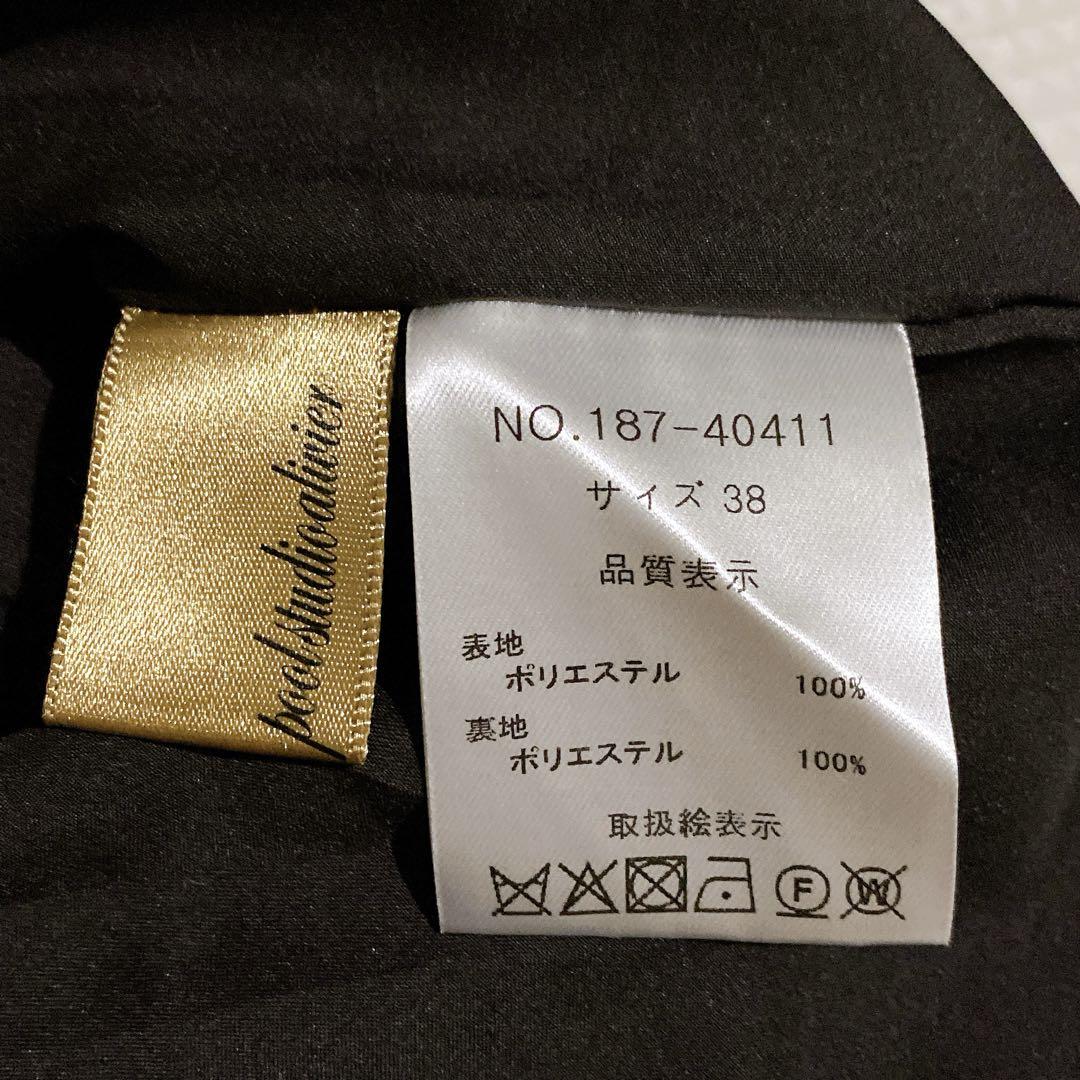 pool studio alivier
NO.187-40411
サイズ 38
品質表示
表地
ポリエステル 100%
裏地
ポリエステル 100%
取扱絵表示
F W